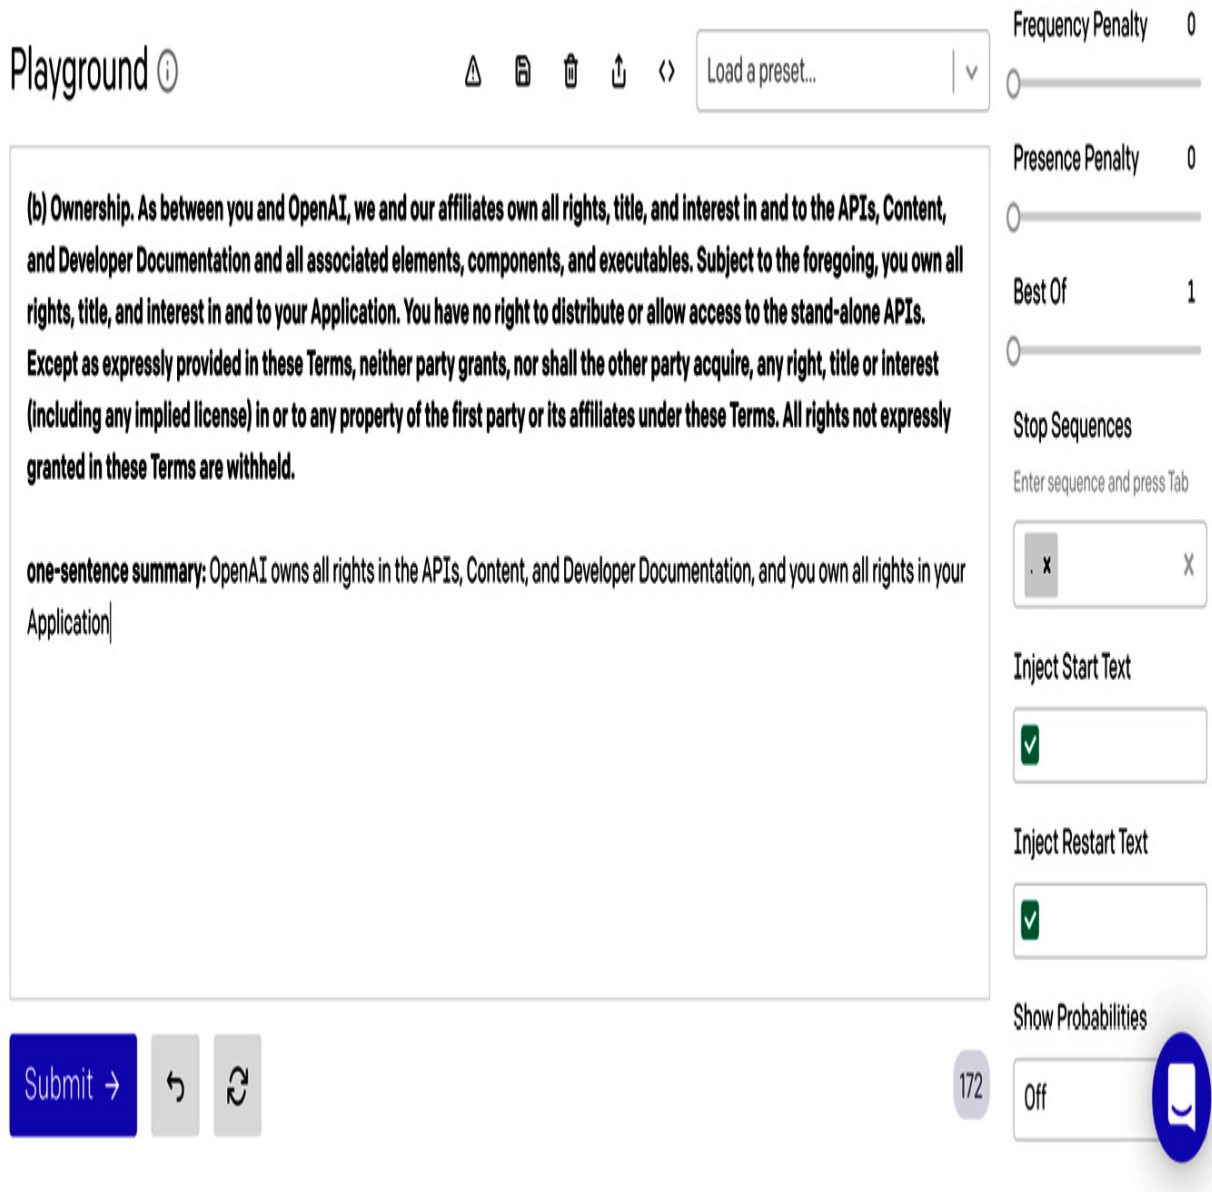 Playground
Load a preset...
(b) Ownership. As between you and OpenAI, we and our affiliates own all rights, title, and interest in and to the APIs, Content,
and Developer Documentation and all associated elements, components, and executables. Subject to the foregoing, you own all
rights, title, and interest in and to your Application. You have no right to distribute or allow access to the stand-alone APIs.
Except as expressly provided in these Terms, neither party grants, nor shall the other party acquire, any right, title or interest
(including any implied license) in or to any property of the first party or its affiliates under these Terms. All rights not expressly
granted in these Terms are withheld.
one-sentence summary: OpenAI owns all rights in the APIs, Content, and Developer Documentation, and you own all rights in your
Application
Submit →
172
Frequency Penalty 0
Presence Penalty 0
Best Of 1
Stop Sequences
Enter sequence and press Tab
. x
Inject Start Text
Inject Restart Text
Show Probabilities
Off